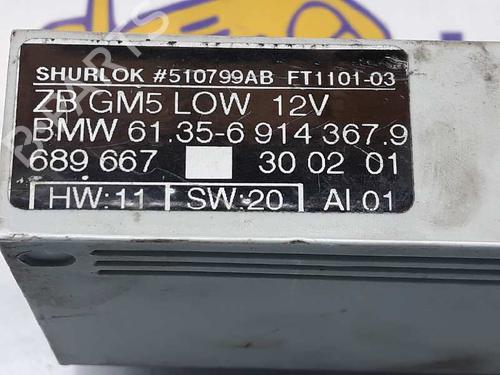 SHURLOK #510799AB FT1101-03
ZB GM5 LOW 12V
BMW 61.35-6 914 367.9
689 667 30 02 01
HW:11 SW:20 AI 01